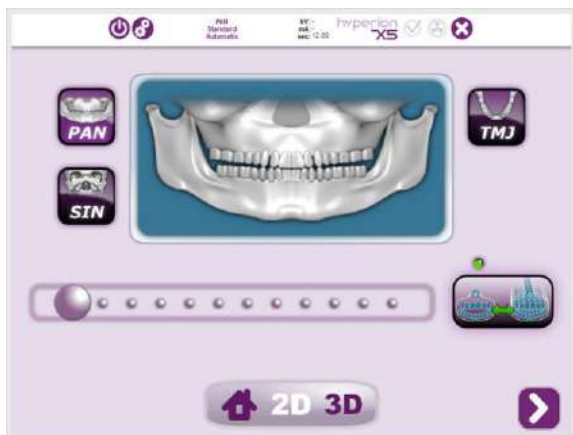 PAN
Standard
Automatic
kV: -
mA: -
sec: 12.00
hyperion
X5
PAN
TMJ
SIN
2D 3D